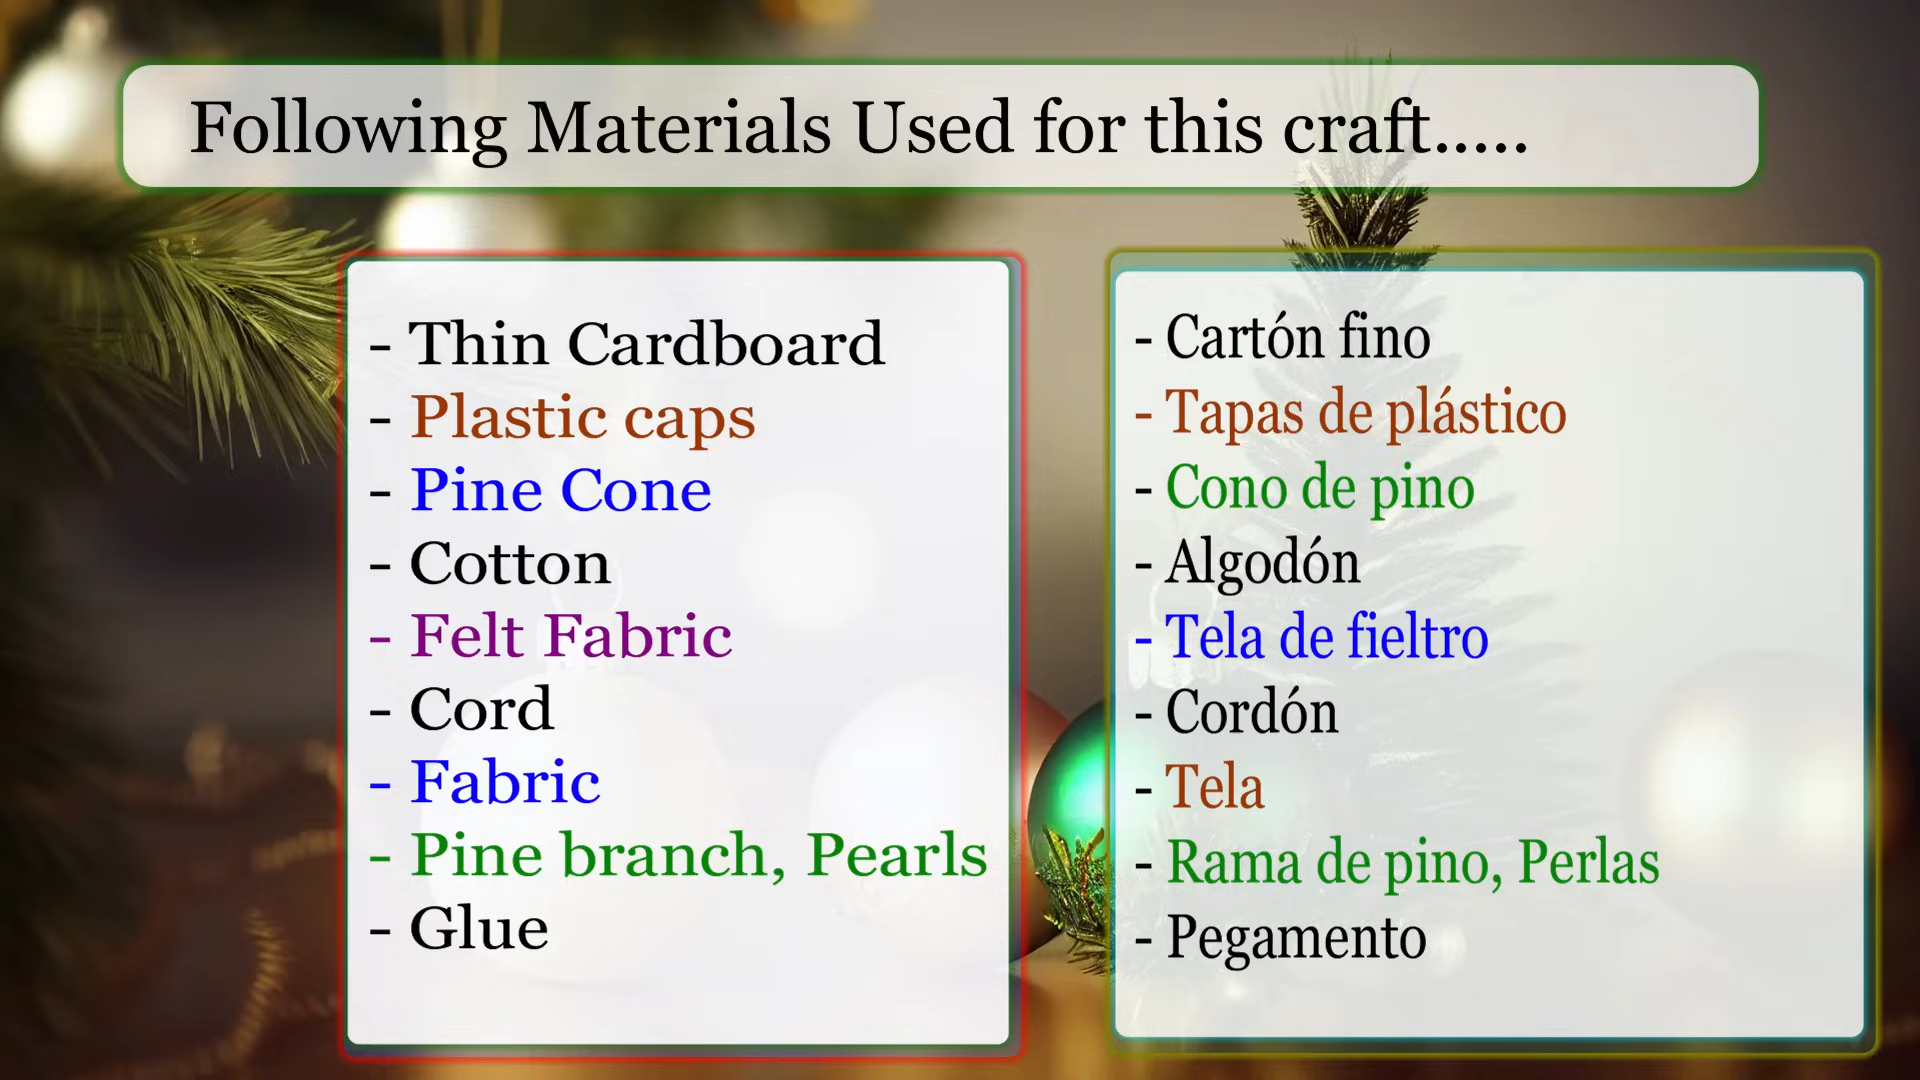 Following Materials Used for this craft.....
- Thin Cardboard
- Plastic caps
- Pine Cone
- Cotton
- Felt Fabric
- Cord
- Fabric
- Pine branch, Pearls
- Glue
- Cartón fino
- Tapas de plástico
- Cono de pino
- Algodón
- Tela de fieltro
- Cordón
- Tela
- Rama de pino, Perlas
- Pegamento